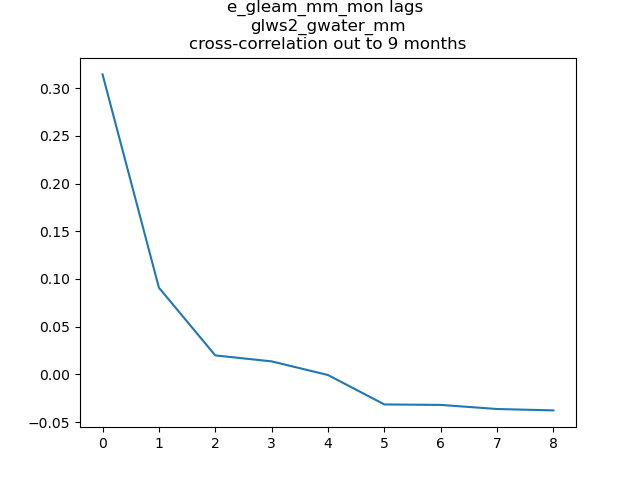 e_gleam_mm_mon lags
glws2_gwater_mm
cross-correlation out to 9 months
0.30
0.25
0.20
0.15
0.10
0.05
0.00
−0.05
0 1 2 3 4 5 6 7 8